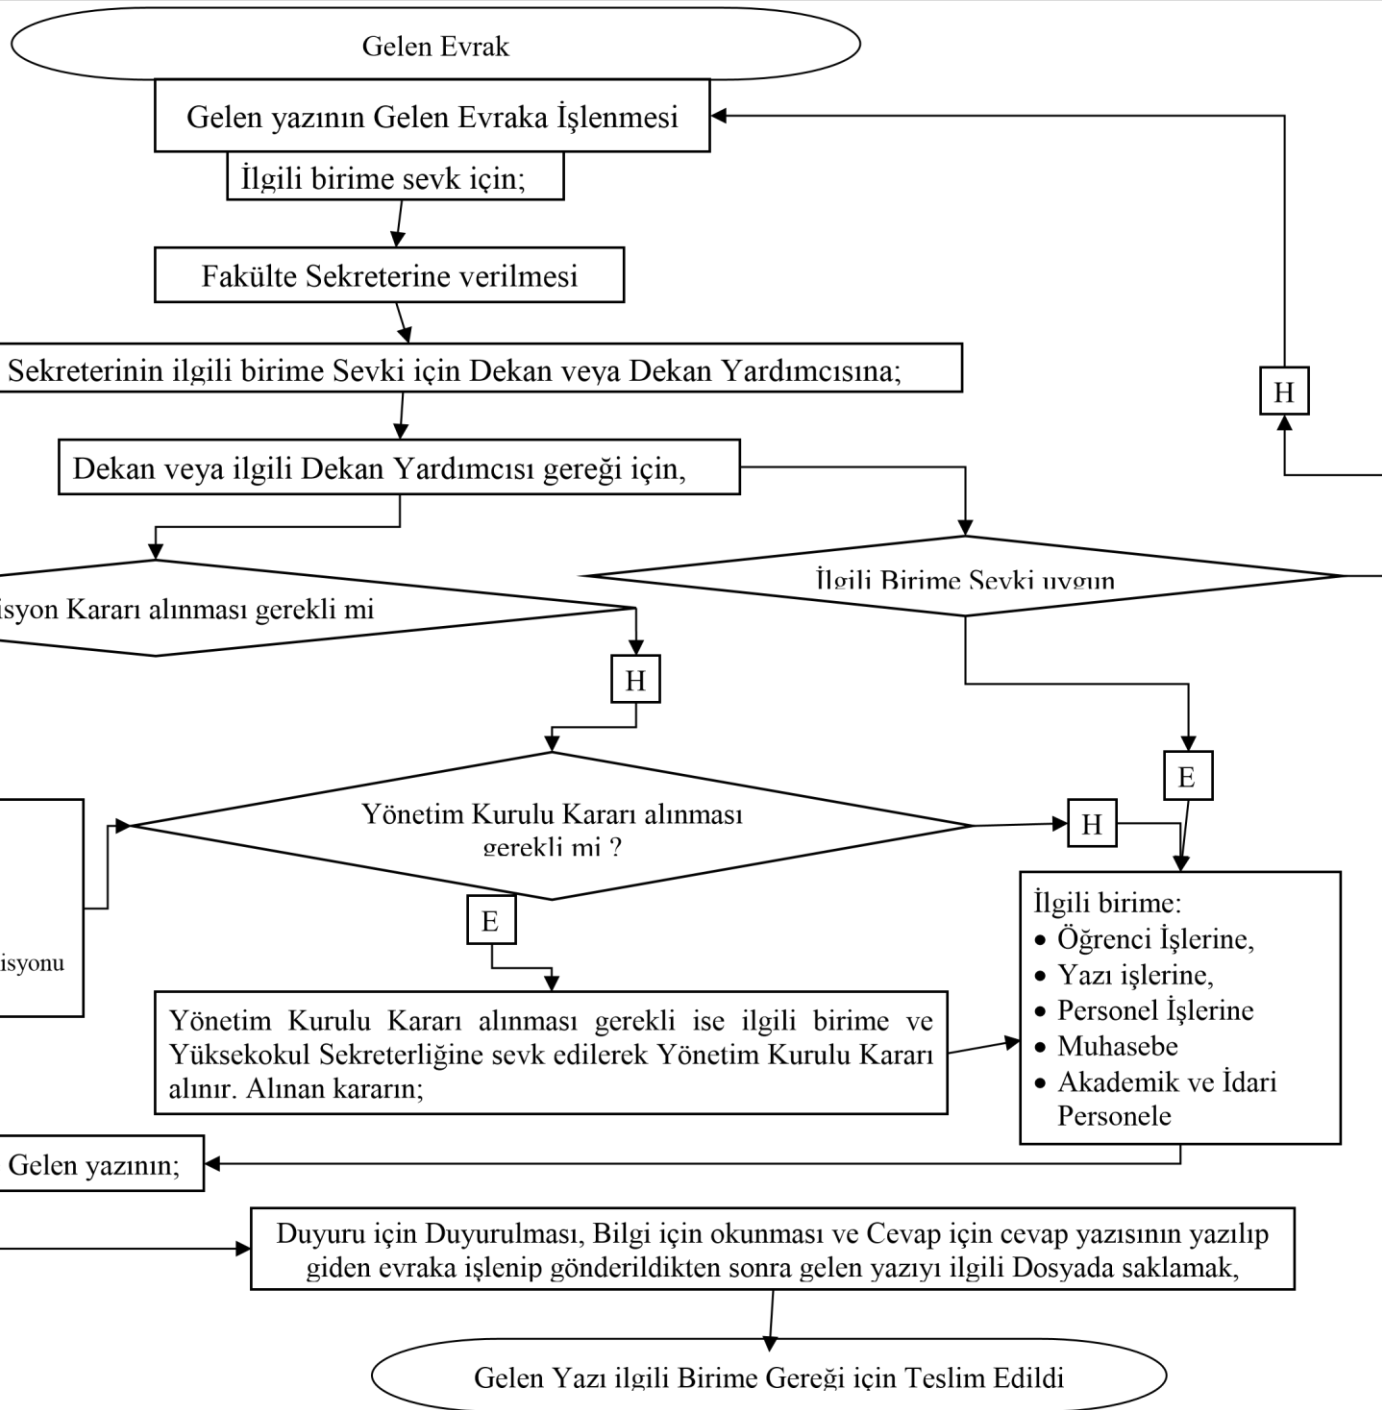 Gelen Evrak
Gelen yazının Gelen Evraka İşlenmesi
İlgili birime sevk için;
Fakülte Sekreterine verilmesi
Sekreterinin ilgili birime Sevki için Dekan veya Dekan Yardımcısına;
H
Dekan veya ilgili Dekan Yardımcısı gereği için,
İlgili Birime Sevki uygun
isyon Kararı alınması gerekli mi
H
E
Yönetim Kurulu Kararı alınması
gerekli mi ?
H
E
isyonu
İlgili birime:
• Öğrenci İşlerine,
• Yazı işlerine,
• Personel İşlerine
• Muhasebe
• Akademik ve İdari
Personele
Yönetim Kurulu Kararı alınması gerekli ise ilgili birime ve
Yüksekokul Sekreterliğine sevk edilerek Yönetim Kurulu Kararı
alınır. Alınan kararın;
Gelen yazının;
Duyuru için Duyurulması, Bilgi için okunması ve Cevap için cevap yazısının yazılıp
giden evraka işlenip gönderildikten sonra gelen yazıyı ilgili Dosyada saklamak,
Gelen Yazı ilgili Birime Gereği için Teslim Edildi